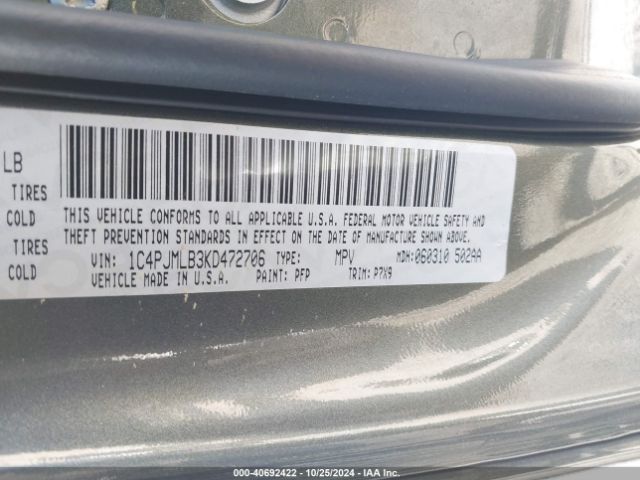 LB
TIRES
COLD
TIRES
COLD
THIS VEHICLE CONFORMS TO ALL APPLICABLE U.S.A. FEDERAL MOTOR VEHICLE SAFETY AND
THEFT PREVENTION STANDARDS IN EFFECT ON THE DATE OF MANUFACTURE SHOWN ABOVE.
VIN: 1C4PJMLB3KD472706 TYPE: MPV MDH:060310 502AA
VEHICLE MADE IN U.S.A. PAINT: PFP TRIM: P7X9
000-40692422 - 10/25/2024 - IAA Inc.